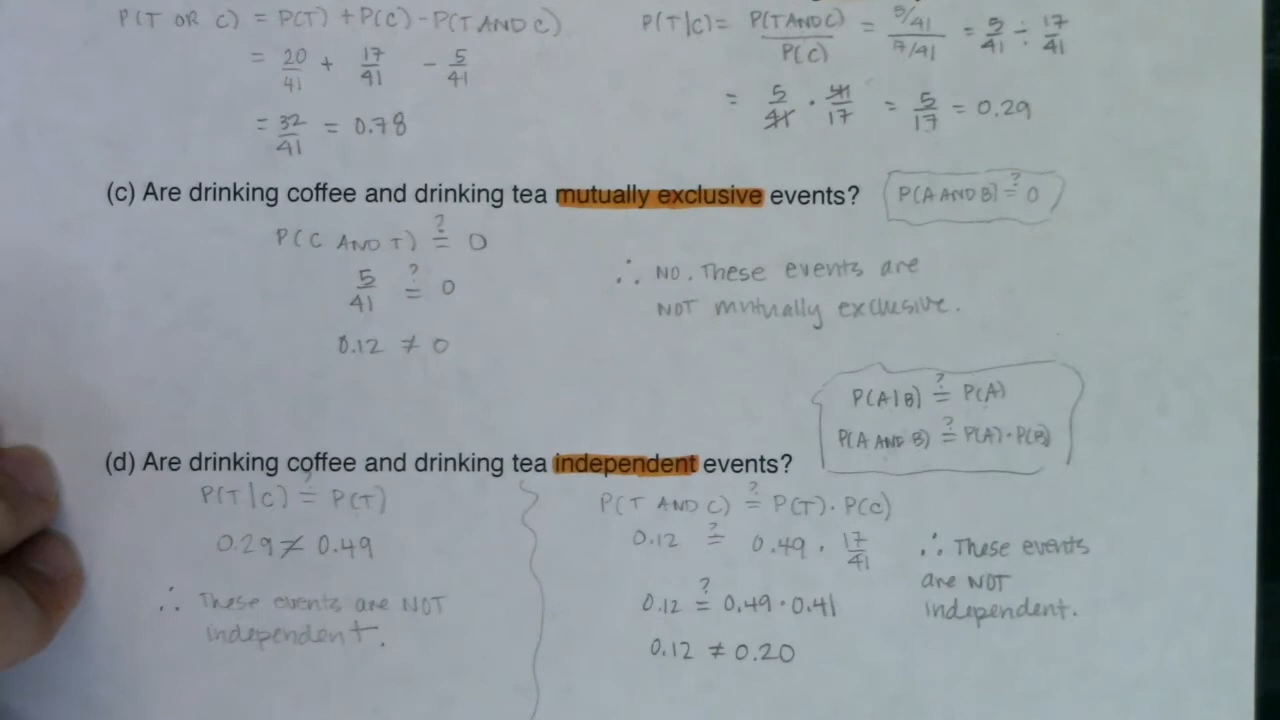 P(T OR C) = P(T) + P(C) - P(T AND C)
= 20/41 + 17/41 - 5/41
= 32/41 = 0.78
P(T|C) = P(T AND C)/P(C) = 5/41 / 7/41 = 5/41 ÷ 17/41
= 5/41 · 41/17 = 5/17 = 0.29
(c) Are drinking coffee and drinking tea mutually exclusive events?
P(A AND B) ?= 0
P(C AND T) ?= 0
5/41 ?= 0
0.12 ≠ 0
∴ NO. These events are
NOT mutually exclusive.
P(A|B) ?= P(A)
P(A AND B) ?= P(A)·P(B)
(d) Are drinking coffee and drinking tea independent events?
P(T|C) ?= P(T)
0.29 ≠ 0.49
∴ These events are NOT
independent.
P(T AND C) ?= P(T)·P(C)
0.12 ?= 0.49 · 17/41
0.12 ?= 0.49 · 0.41
0.12 ≠ 0.20
∴ These events
are NOT
independent.